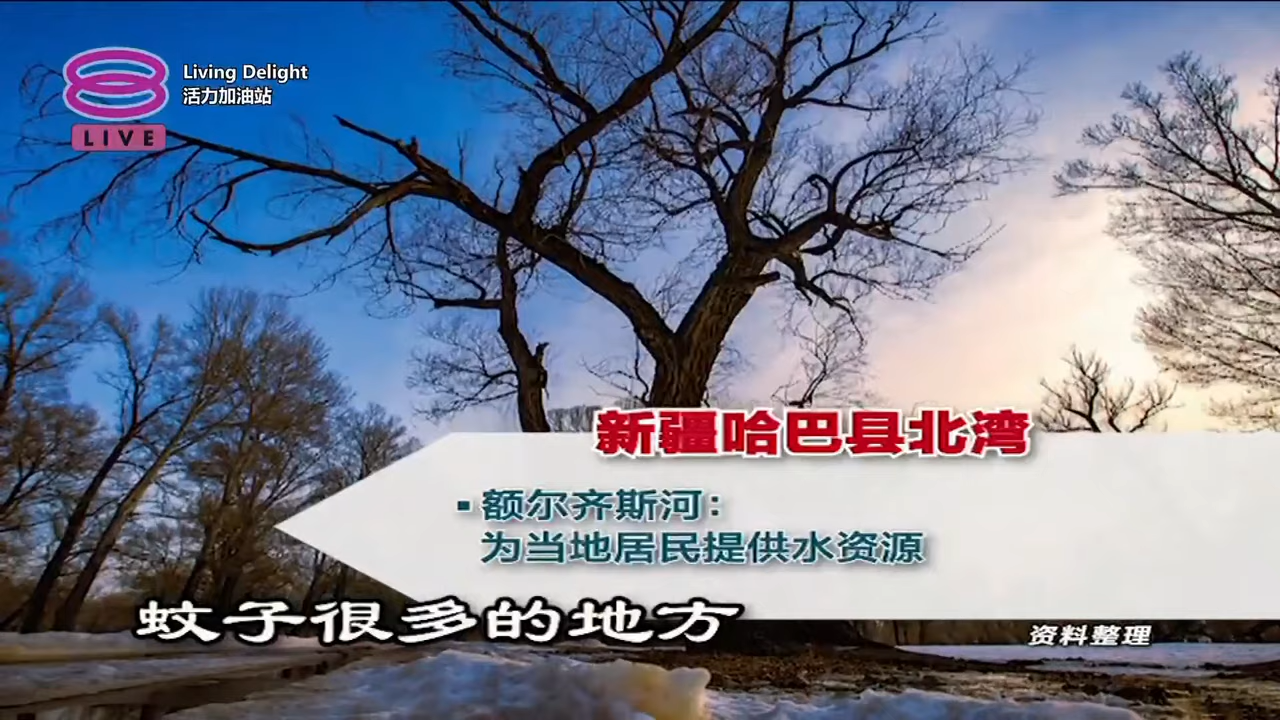 Living Delight
活力加油站
LIVE
新疆哈巴县北湾
▪ 额尔齐斯河：
为当地居民提供水资源
蚊子很多的地方
资料整理